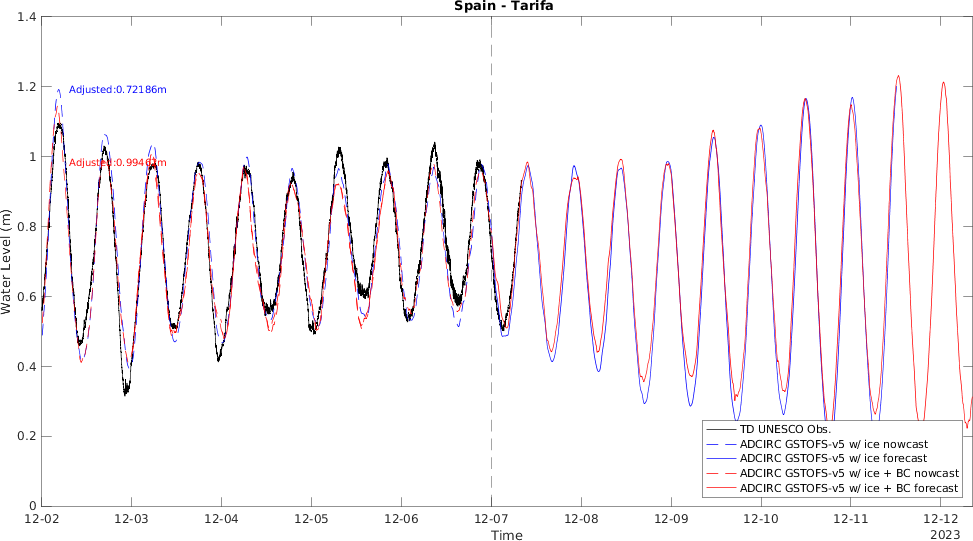 Spain - Tarifa
1.4
1.2
1
0.8
0.6
0.4
0.2
0
Water Level (m)
Adjusted:0.72186m
TD UNESCO Obs.
ADCIRC GSTOFS-v5 w/ ice nowcast
ADCIRC GSTOFS-v5 w/ ice forecast
ADCIRC GSTOFS-v5 w/ ice + BC nowcast
ADCIRC GSTOFS-v5 w/ ice + BC forecast
12-02 12-03 12-04 12-05 12-06 12-07 12-08 12-09 12-10 12-11 12-12
Time
2023